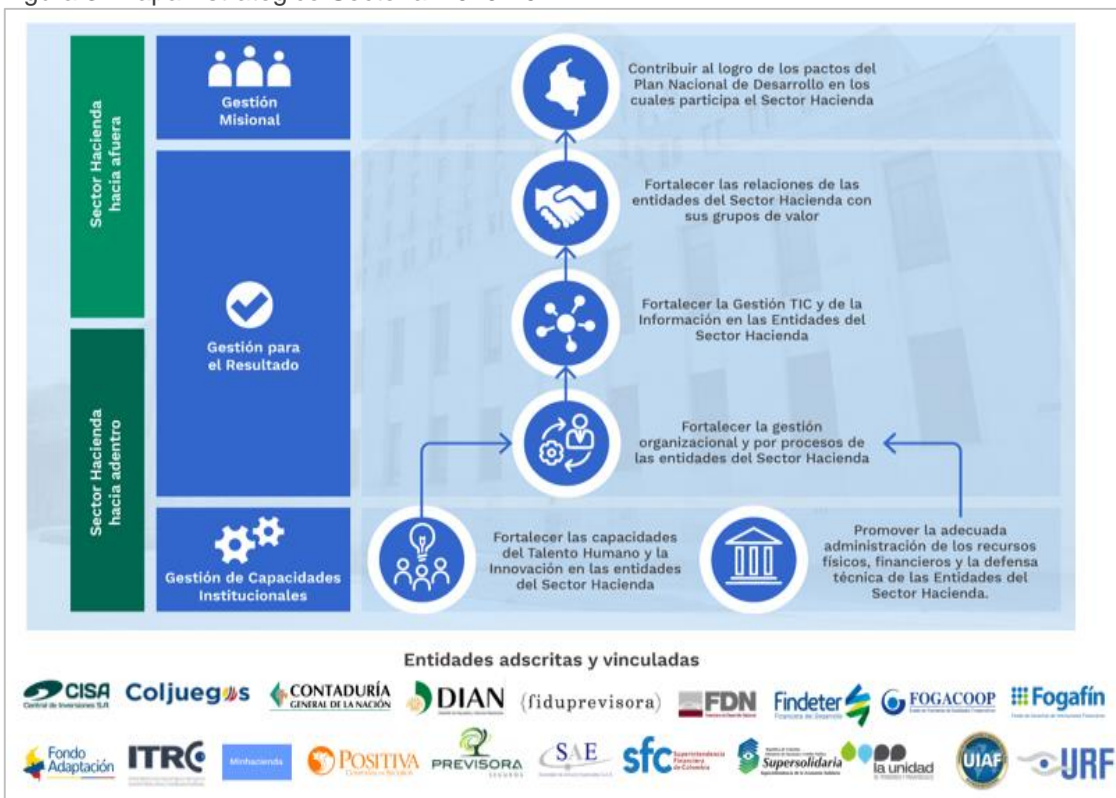 Sector Hacienda
hacia afuera
Gestión
Misional
Contribuir al logro de los pactos del
Plan Nacional de Desarrollo en los
cuales participa el Sector Hacienda
Fortalecer las relaciones de las
entidades del Sector Hacienda con
sus grupos de valor
Gestión para
el Resultado
Fortalecer la Gestión TIC y de la
Información en las Entidades del
Sector Hacienda
Sector Hacienda
hacia adentro
Fortalecer la gestión
organizacional y por procesos de
las entidades del Sector Hacienda
Gestión de Capacidades
Institucionales
Fortalecer las capacidades
del Talento Humano y la
Innovación en las entidades
del Sector Hacienda
Promover la adecuada
administración de los recursos
físicos, financieros y la defensa
técnica de las Entidades del
Sector Hacienda.
Entidades adscritas y vinculadas
CISA
Central de Inversiones S.A
Coljuegos
CONTADURÍA
GENERAL DE LA NACIÓN
DIAN
(fiduprevisora)
FDN
Findeter
Financiera del Desarrollo
FOGACOOP
Fogafín
Fondo
Adaptación
ITRC
Minhacienda
POSITIVA
COMPAÑÍA DE SEGUROS
PREVISORA
SEGUROS
SAE
sfc
Superintendencia
Financiera
de Colombia
Supersolidaria
la unidad
UIAF
URF